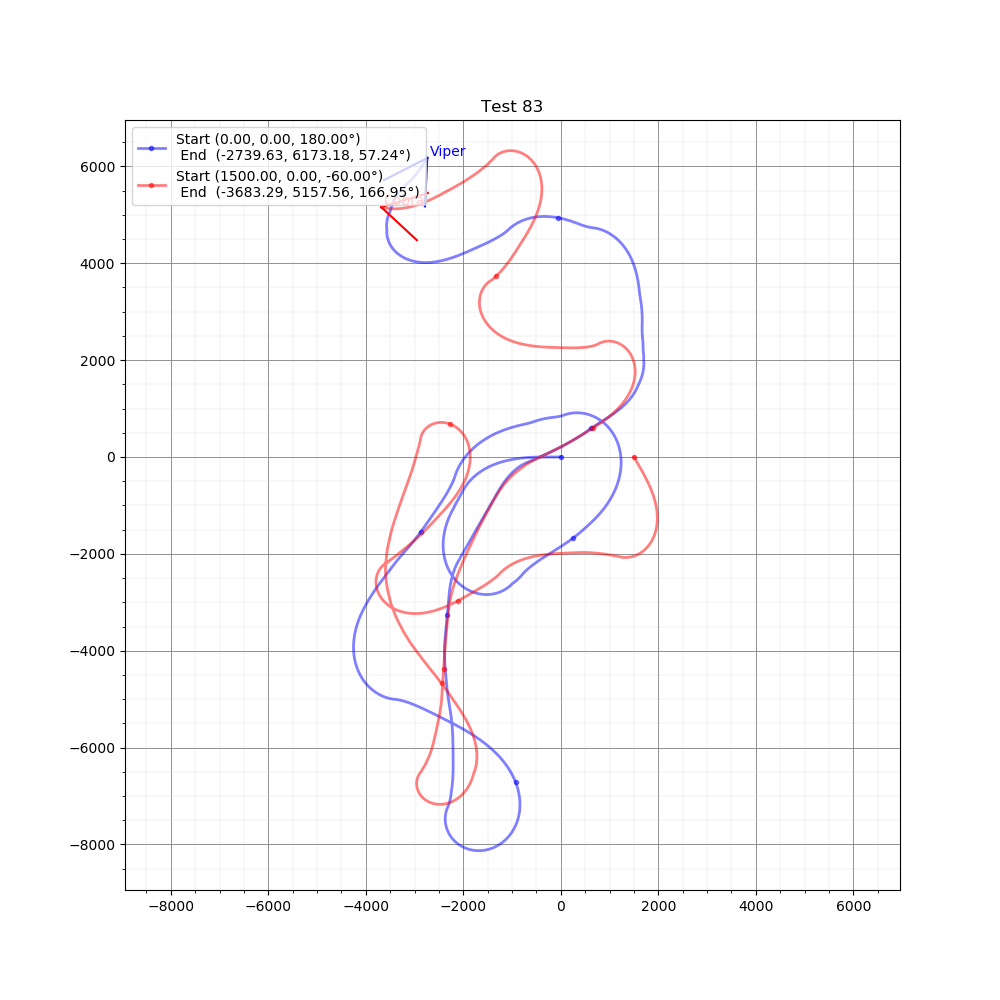 Test 83
Start (0.00, 0.00, 180.00°)
End (-2739.63, 6173.18, 57.24°)
Start (1500.00, 0.00, -60.00°)
End (-3683.29, 5157.56, 166.95°)
Viper
6000
4000
2000
0
−2000
−4000
−6000
−8000
−8000 −6000 −4000 −2000 0 2000 4000 6000